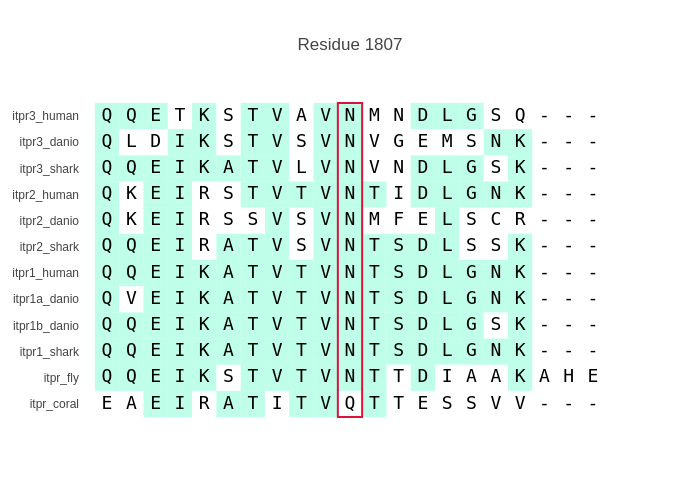 Residue 1807
itpr3_human Q Q E T K S T V A V N M N D L G S Q - - -
itpr3_danio Q L D I K S T V S V N V G E M S N K - - -
itpr3_shark Q Q E I K A T V L V N V N D L G S K - - -
itpr2_human Q K E I R S T V T V N T I D L G N K - - -
itpr2_danio Q K E I R S S V S V N M F E L S C R - - -
itpr2_shark Q Q E I R A T V S V N T S D L S S K - - -
itpr1_human Q Q E I K A T V T V N T S D L G N K - - -
itpr1a_danio Q V E I K A T V T V N T S D L G N K - - -
itpr1b_danio Q Q E I K A T V T V N T S D L G S K - - -
itpr1_shark Q Q E I K A T V T V N T S D L G N K - - -
itpr_fly Q Q E I K S T V T V N T T D I A A K A H E
itpr_coral E A E I R A T I T V Q T T E S S V V - - -